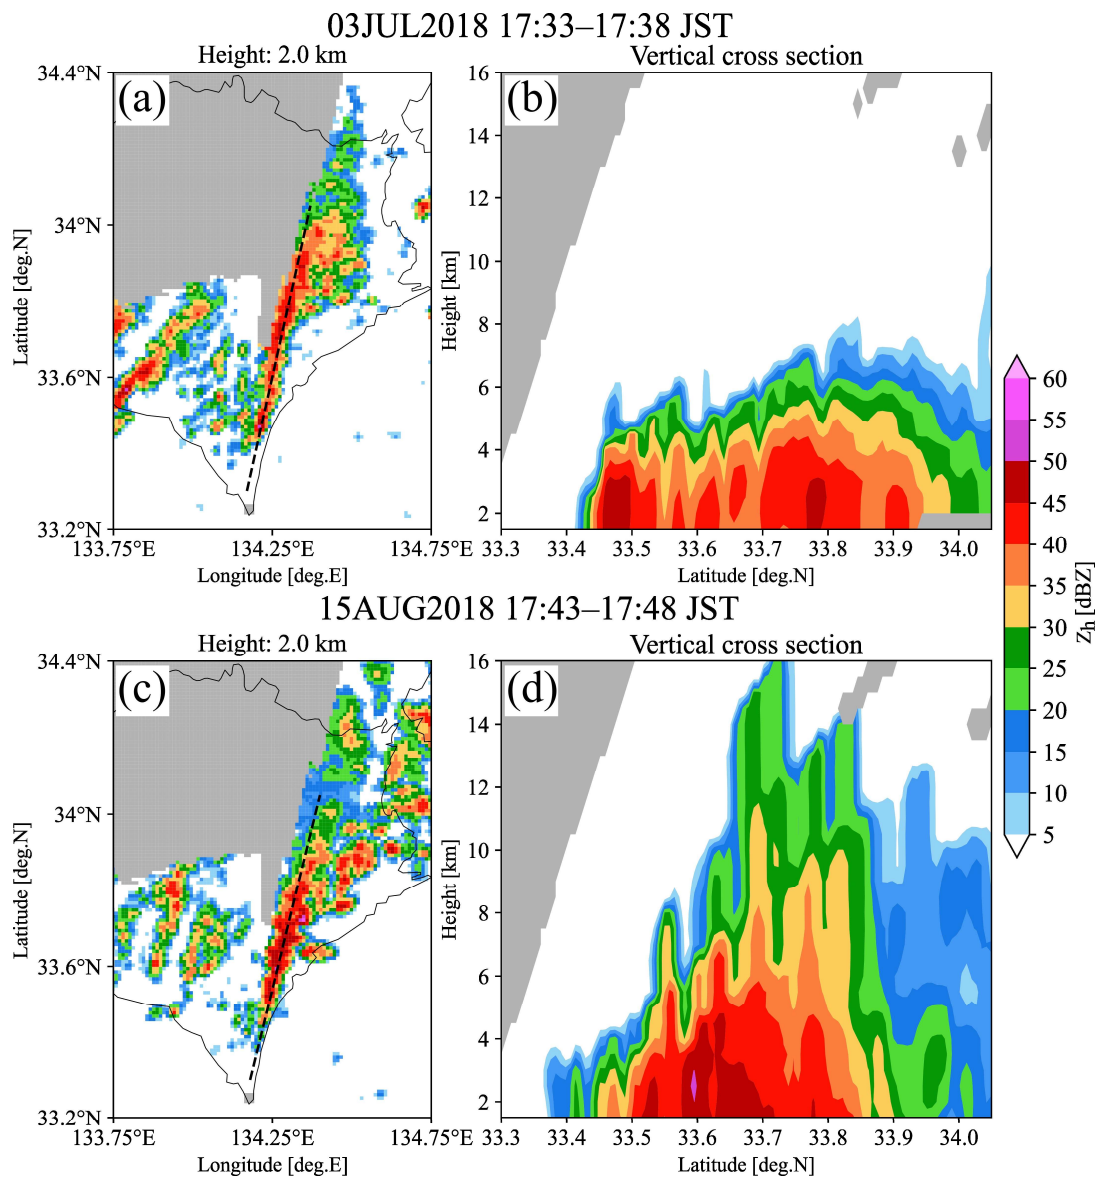 03JUL2018 17:33–17:38 JST
Height: 2.0 km
Vertical cross section
(a)
34.4°N
34°N
33.6°N
33.2°N
Latitude [deg.N]
133.75°E 134.25°E 134.75°E
Longitude [deg.E]
(b)
16
14
12
10
8
6
4
2
Height [km]
33.3 33.4 33.5 33.6 33.7 33.8 33.9 34.0
Latitude [deg.N]
15AUG2018 17:43–17:48 JST
Height: 2.0 km
Vertical cross section
(c)
34.4°N
34°N
33.6°N
33.2°N
Latitude [deg.N]
133.75°E 134.25°E 134.75°E
Longitude [deg.E]
(d)
16
14
12
10
8
6
4
2
Height [km]
33.3 33.4 33.5 33.6 33.7 33.8 33.9 34.0
Latitude [deg.N]
60
55
50
45
40
35
30
25
20
15
10
5
Zh [dBZ]